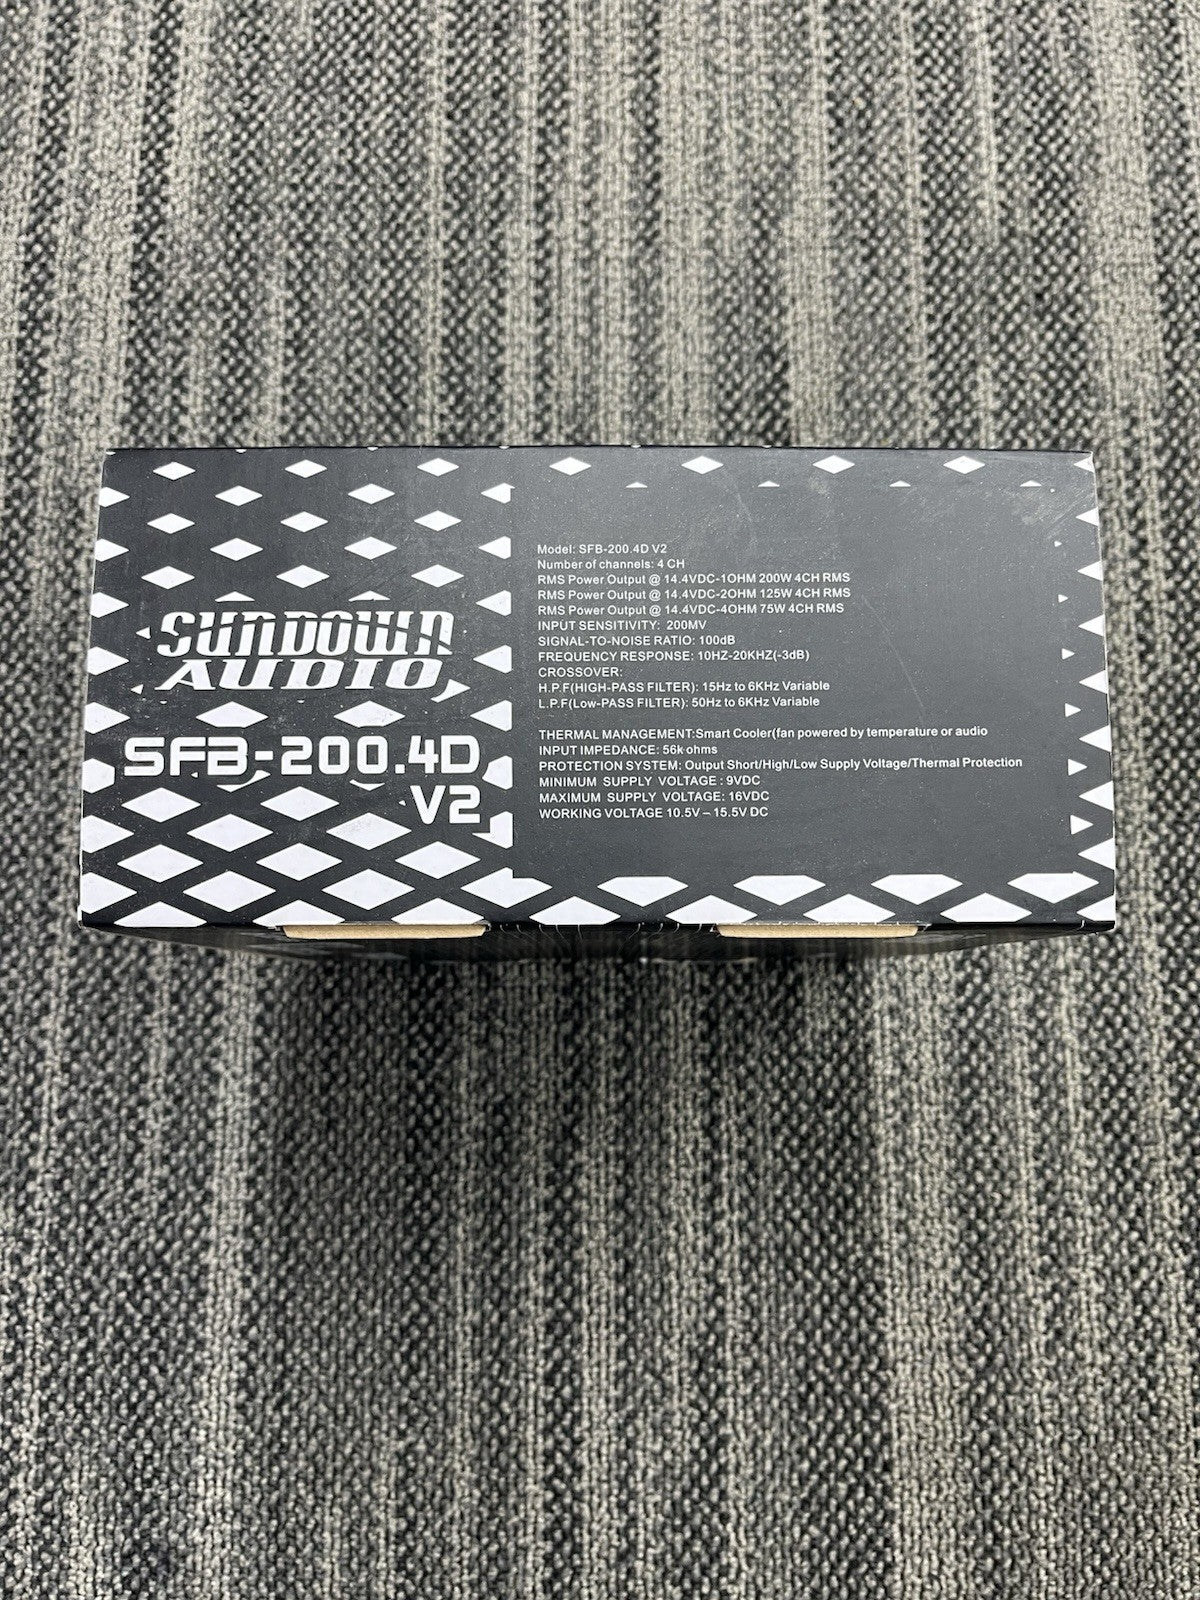 SUNDOWN
AUDIO
SFB-200.4D
V2
Model: SFB-200.4D V2
Number of channels: 4 CH
RMS Power Output @ 14.4VDC-1OHM 200W 4CH RMS
RMS Power Output @ 14.4VDC-2OHM 125W 4CH RMS
RMS Power Output @ 14.4VDC-4OHM 75W 4CH RMS
INPUT SENSITIVITY: 200MV
SIGNAL-TO-NOISE RATIO: 100dB
FREQUENCY RESPONSE: 10HZ-20KHZ(-3dB)
CROSSOVER:
H.P.F(HIGH-PASS FILTER): 15Hz to 6KHz Variable
L.P.F(Low-PASS FILTER): 50Hz to 6KHz Variable
THERMAL MANAGEMENT:Smart Cooler(fan powered by temperature or audio
INPUT IMPEDANCE: 56k ohms
PROTECTION SYSTEM: Output Short/High/Low Supply Voltage/Thermal Protection
MINIMUM SUPPLY VOLTAGE : 9VDC
MAXIMUM SUPPLY VOLTAGE: 16VDC
WORKING VOLTAGE 10.5V – 15.5V DC